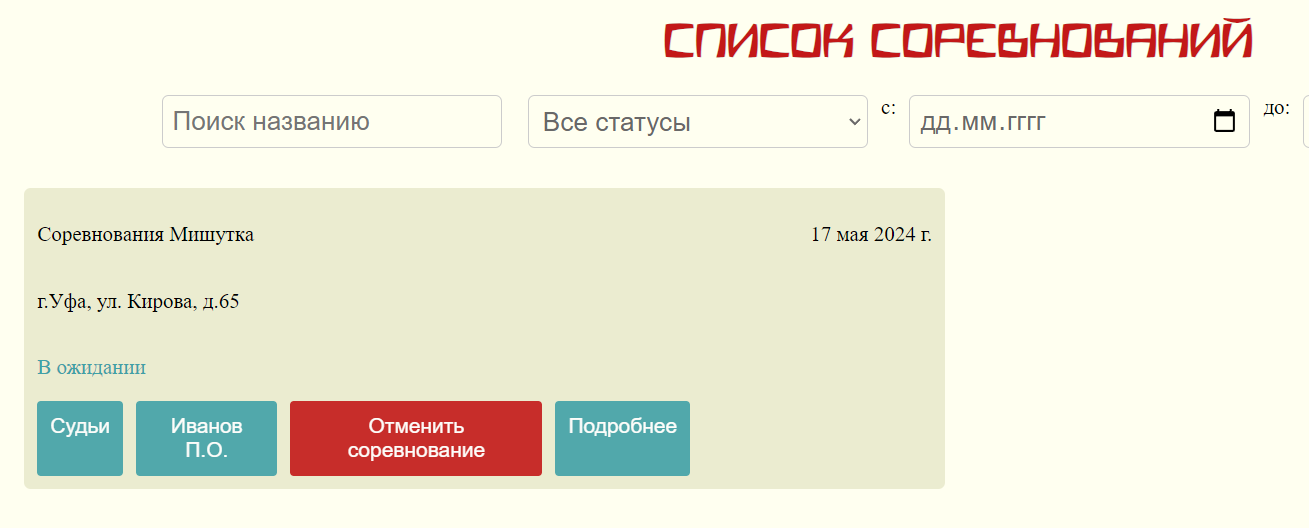 СПИСОК СОРЕВНОВАНИЙ
Поиск названию
Все статусы
с:
дд.мм.гггг
до:
Соревнования Мишутка
17 мая 2024 г.
г.Уфа, ул. Кирова, д.65
В ожидании
Судьи
Иванов
П.О.
Отменить
соревнование
Подробнее